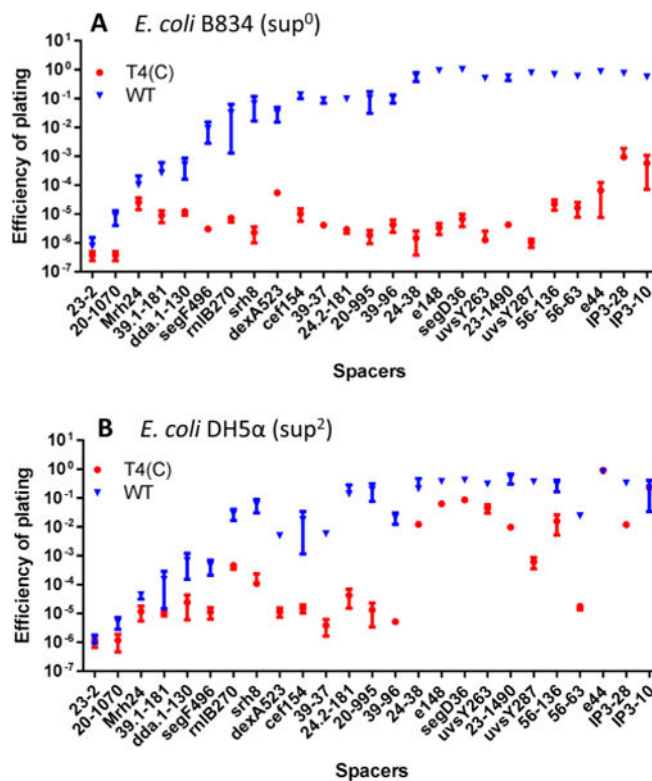 A E. coli B834 (sup⁰)
Efficiency of plating
10¹
10⁰
10⁻¹
10⁻²
10⁻³
10⁻⁴
10⁻⁵
10⁻⁶
10⁻⁷
T4(C)
WT
23-2
20-1070
Mrh24
39.1-181
dda.1-130
segF496
rnlB270
srh8
dexA523
cef154
39-37
24.2-181
20-995
39-96
24-38
e148
segD36
uvsY263
23-1490
uvsY287
56-136
56-63
e44
IP3-28
IP3-10
Spacers
B E. coli DH5α (sup²)
Efficiency of plating
10¹
10⁰
10⁻¹
10⁻²
10⁻³
10⁻⁴
10⁻⁵
10⁻⁶
10⁻⁷
T4(C)
WT
23-2
20-1070
Mrh24
39.1-181
dda.1-130
segF496
rnlB270
srh8
dexA523
cef154
39-37
24.2-181
20-995
39-96
24-38
e148
segD36
uvsY263
23-1490
uvsY287
56-136
56-63
e44
IP3-28
IP3-10
Spacers